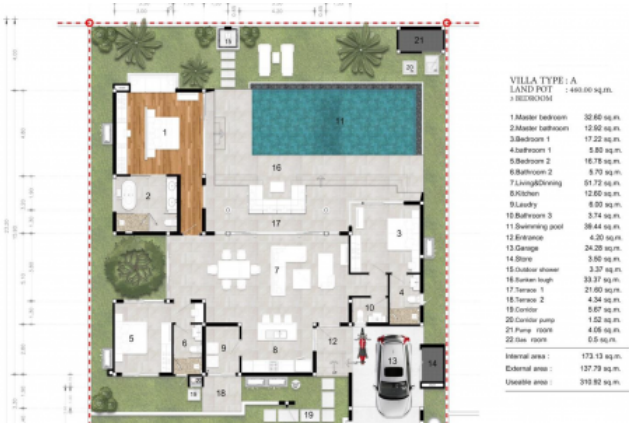 VILLA TYPE : A
LAND POT : 460.00 sq.m.
3 BEDROOM
1.Master bedroom 32.60 sq.m.
2.Master bathroom 12.92 sq.m.
3.Bedroom 1 17.22 sq.m.
4.bathroom 1 5.80 sq.m.
5.Bedroom 2 16.78 sq.m.
6.Bathroom 2 5.70 sq.m.
7.Living&Dinning 51.72 sq.m.
8.Kitchen 12.60 sq.m.
9.Laudry 6.00 sq.m.
10.Bathroom 3 3.74 sq.m.
11.Swimming pool 39.44 sq.m.
12.Entrance 4.20 sq.m.
13.Garage 24.28 sq.m.
14.Store 3.50 sq.m.
15.Outdoor shower 3.37 sq.m.
16.Sunken lough 33.37 sq.m.
17.Terrace 1 21.60 sq.m.
18.Terrace 2 4.34 sq.m.
19.Corridor 5.67 sq.m.
20.Corridor pump 1.52 sq.m.
21.Pump room 4.06 sq.m.
22.Gas room 0.5 sq.m.
Internal area : 173.13 sq.m.
External area : 137.79 sq.m.
Useable area : 310.92 sq.m.
15
21
20
1
11
16
2
17
3
7
4
10
5
6
9
8
12
13
14
18
19